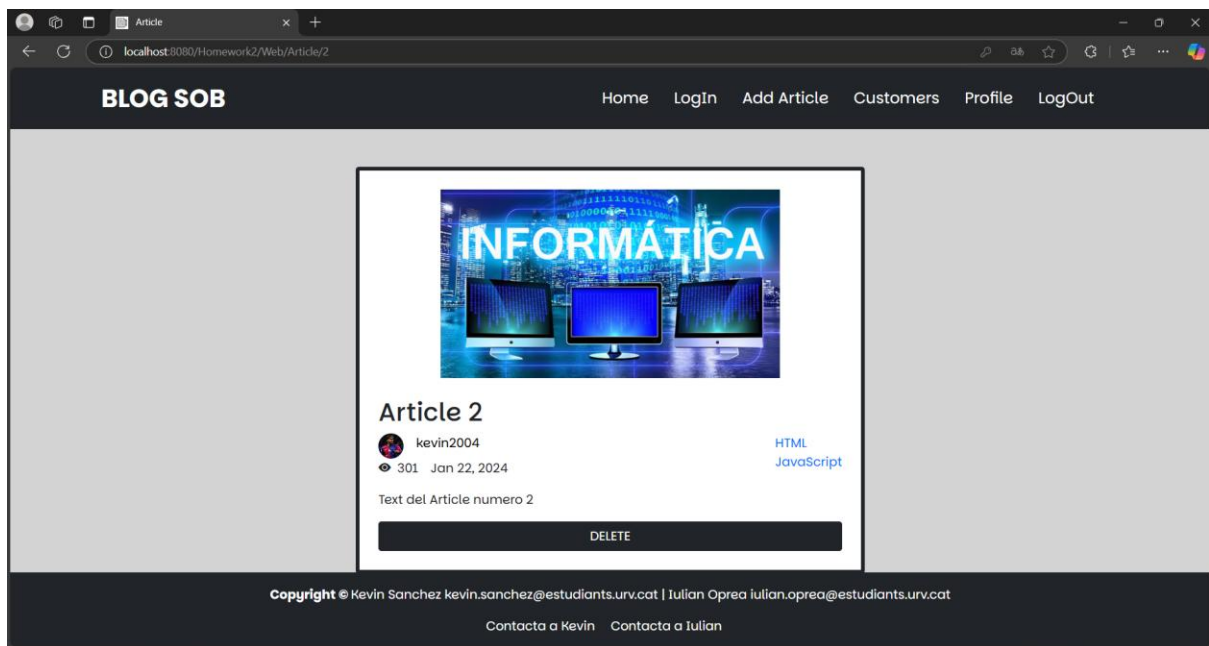 Article
localhost:8080/Homework2/Web/Article/2
BLOG SOB
Home LogIn Add Article Customers Profile LogOut
INFORMÁTICA
Article 2
kevin2004
HTML
301 Jan 22, 2024
JavaScript
Text del Article numero 2
DELETE
Copyright © Kevin Sanchez kevin.sanchez@estudiants.urv.cat | Iulian Oprea iulian.oprea@estudiants.urv.cat
Contacta a Kevin Contacta a Iulian